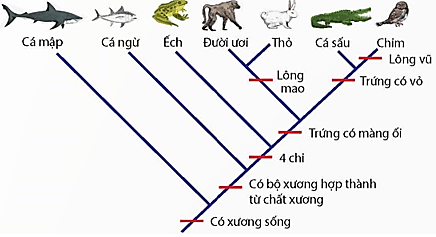 Cá mập Cá ngừ Ếch Đười ươi Thỏ Cá sấu Chim
Lông vũ
Lông
mao
Trứng có vỏ
Trứng có màng ối
4 chi
Có bộ xương hợp thành
từ chất xương
Có xương sống